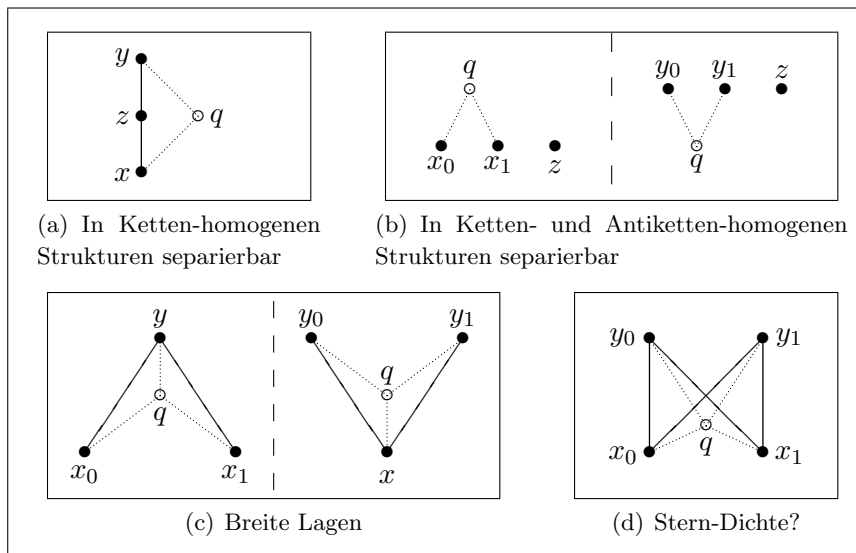 y
z
q
x
q
x0
x1
z
y0
y1
z
q
(a) In Ketten-homogenen
Strukturen separierbar
(b) In Ketten- und Antiketten-homogenen
Strukturen separierbar
y
q
x0
x1
y0
y1
q
x
y0
y1
x0
q
x1
(c) Breite Lagen
(d) Stern-Dichte?